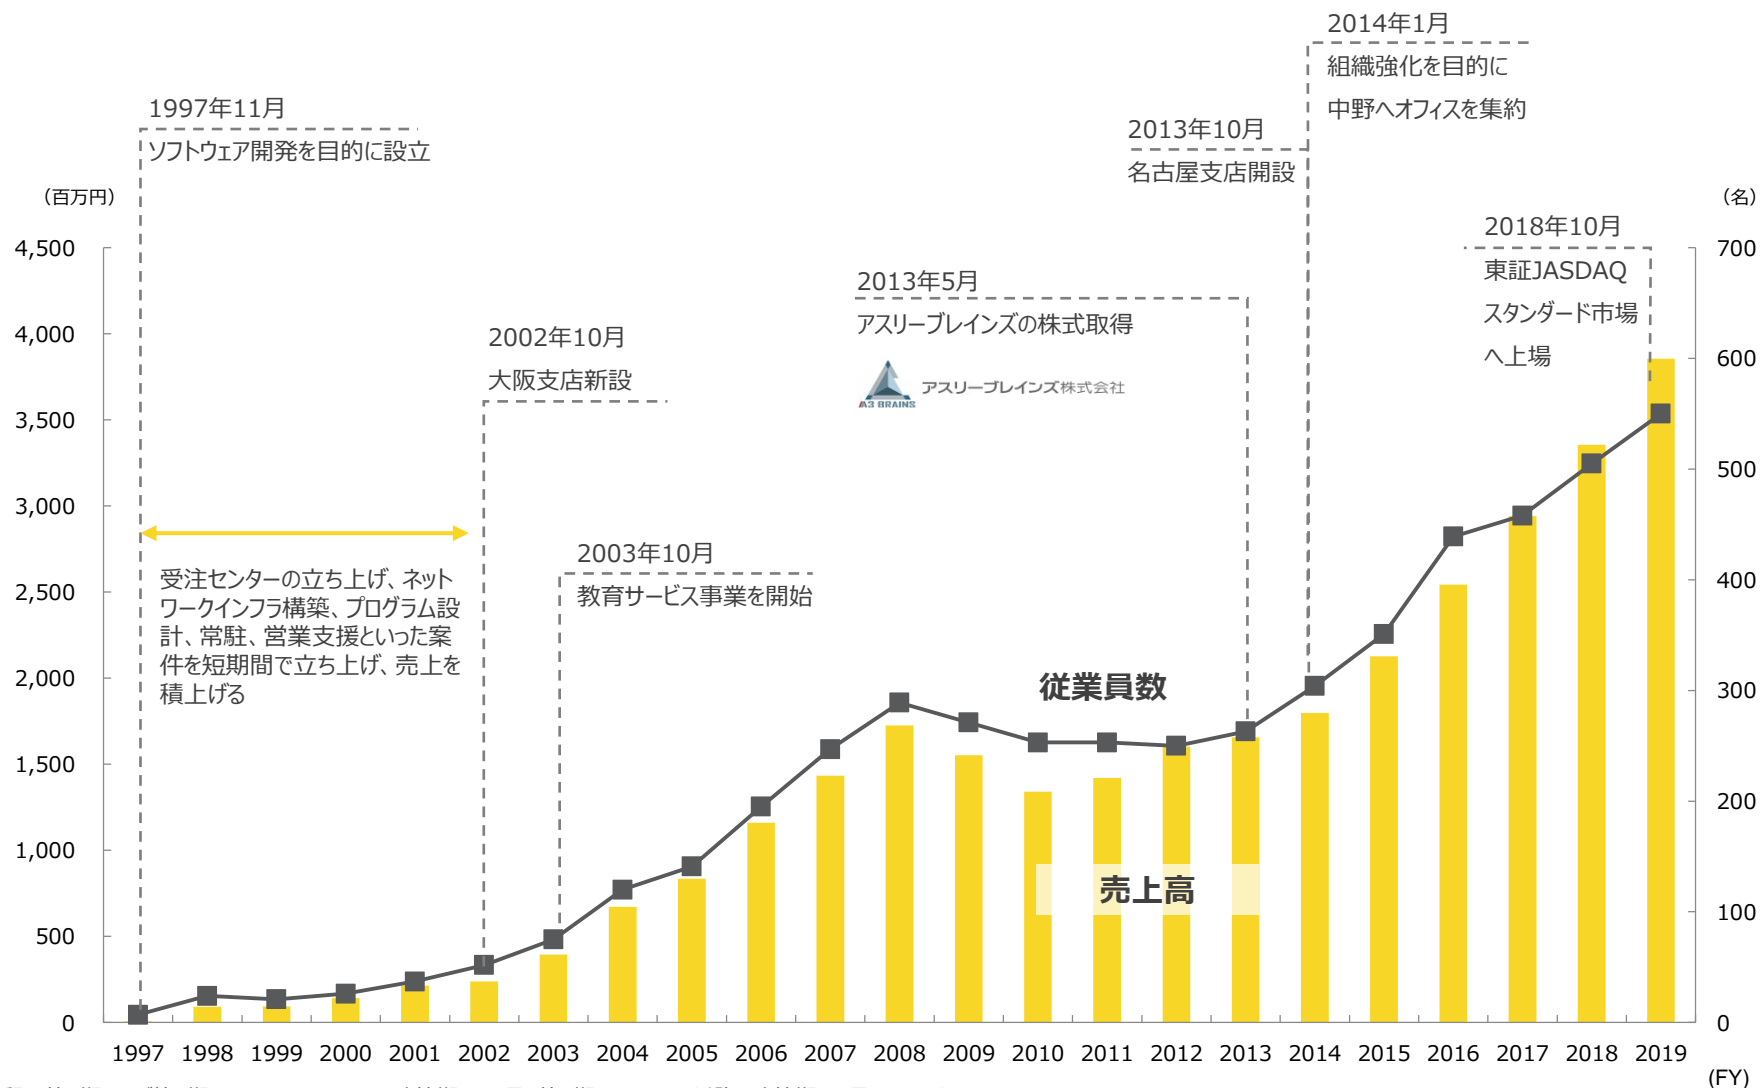 2014年1月
組織強化を目的に
中野へオフィスを集約
1997年11月
ソフトウェア開発を目的に設立
2013年10月
名古屋支店開設
(百万円)
(名)
2018年10月
東証JASDAQ
スタンダード市場
へ上場
2013年5月
アスリーブレインズの株式取得
A3 BRAINS
アスリーブレインズ株式会社
2002年10月
大阪支店新設
2003年10月
教育サービス事業を開始
受注センターの立ち上げ、ネット
ワークインフラ構築、プログラム設
計、常駐、営業支援といった案
件を短期間で立ち上げ、売上を
積上げる
従業員数
売上高
4,500
4,000
3,500
3,000
2,500
2,000
1,500
1,000
500
0
700
600
500
400
300
200
100
0
1997 1998 1999 2000 2001 2002 2003 2004 2005 2006 2007 2008 2009 2010 2011 2012 2013 2014 2015 2016 2017 2018 2019
(FY)